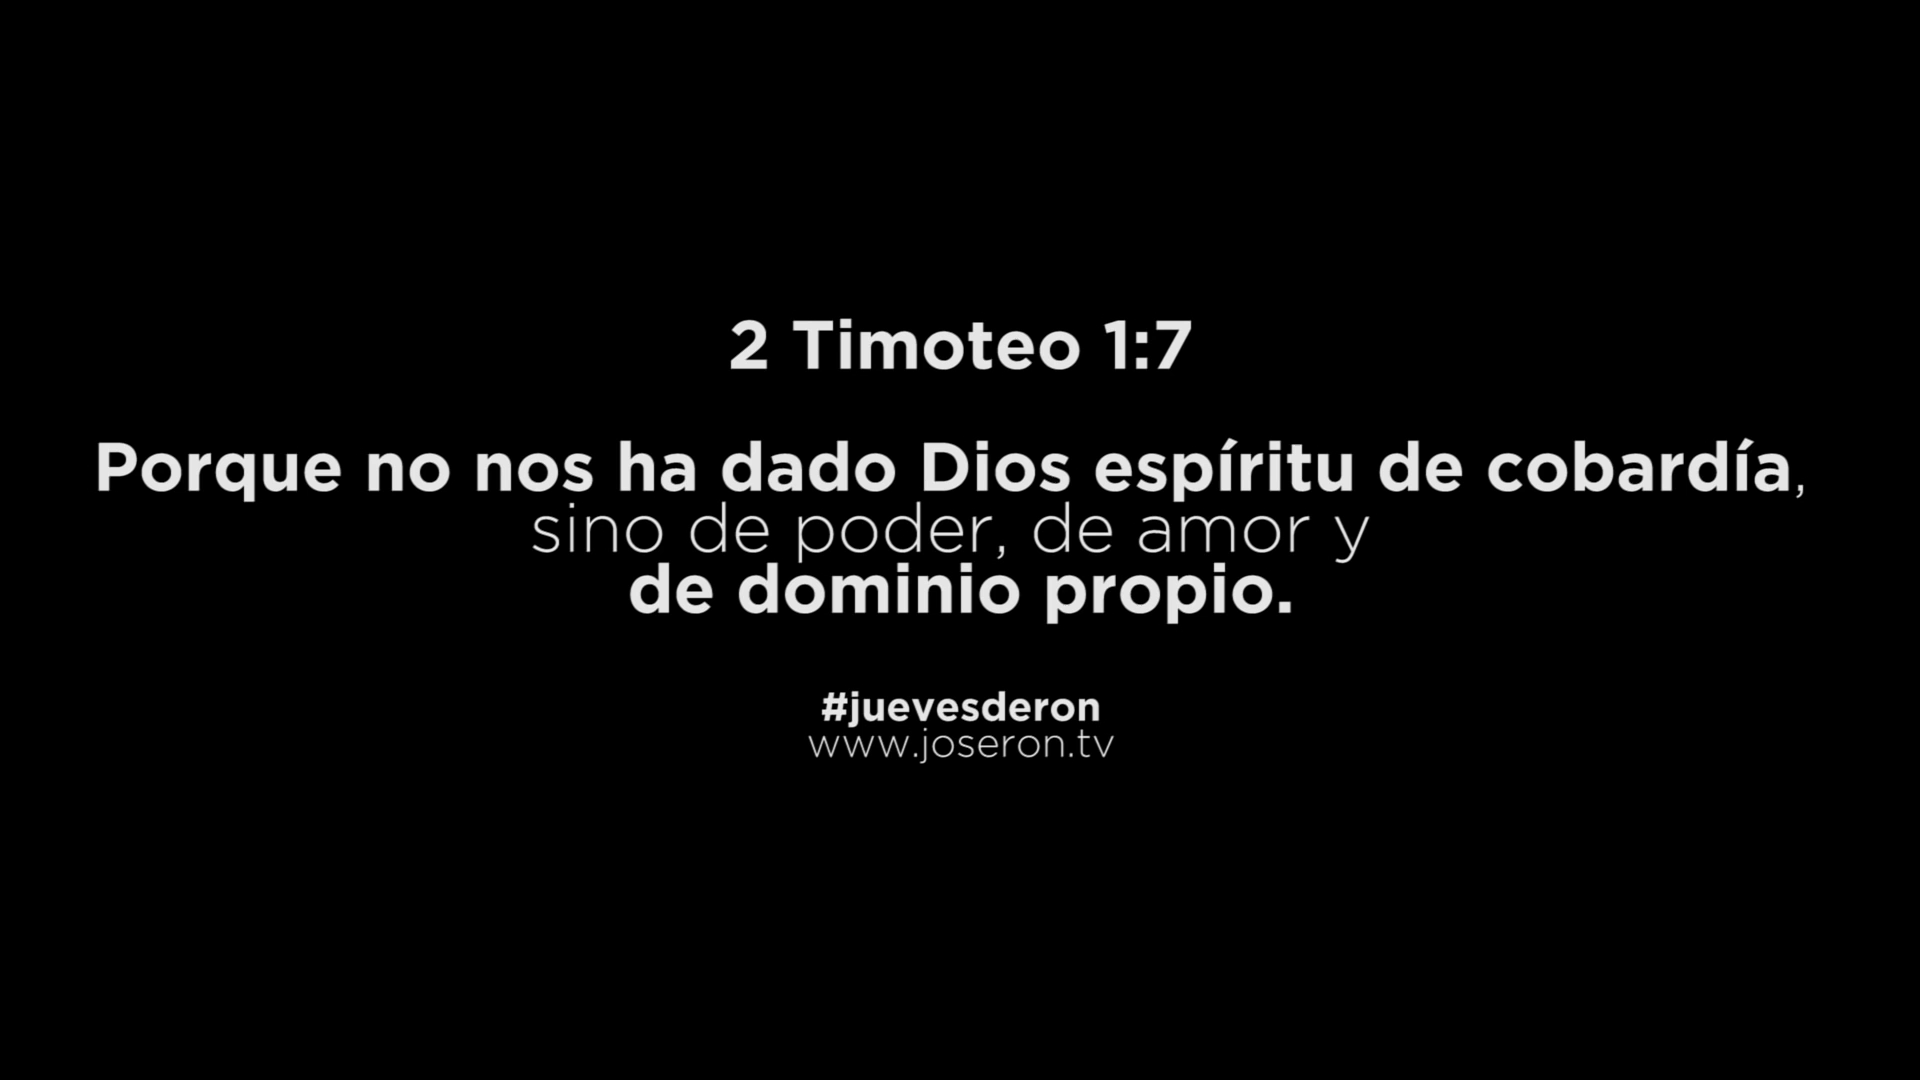 2 Timoteo 1:7
Porque no nos ha dado Dios espíritu de cobardía,
sino de poder, de amor y
de dominio propio.
#juevesderon
www.joseron.tv